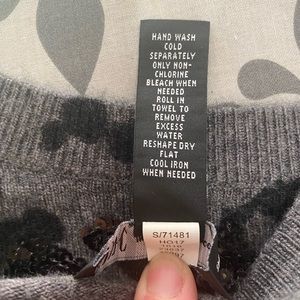 HAND WASH
COLD
SEPARATELY
ONLY NON-
CHLORINE
BLEACH WHEN
NEEDED
ROLL IN
TOWEL TO
REMOVE
EXCESS
WATER
RESHAPE DRY
FLAT
COOL IRON
WHEN NEEDED
S/71481
HO17